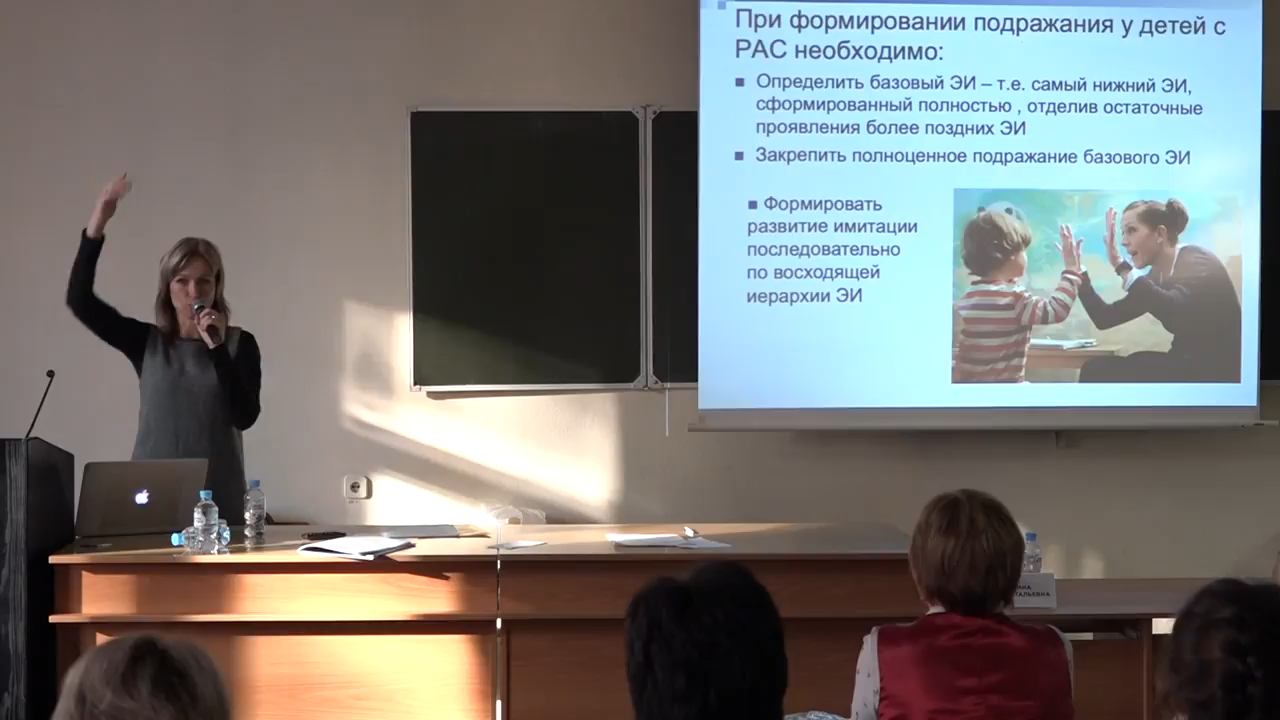 При формировании подражания у детей с
РАС необходимо:
Определить базовый ЭИ – т.е. самый нижний ЭИ,
сформированный полностью , отделив остаточные
проявления более поздних ЭИ
Закрепить полноценное подражание базового ЭИ
Формировать
развитие имитации
последовательно
по восходящей
иерархии ЭИ